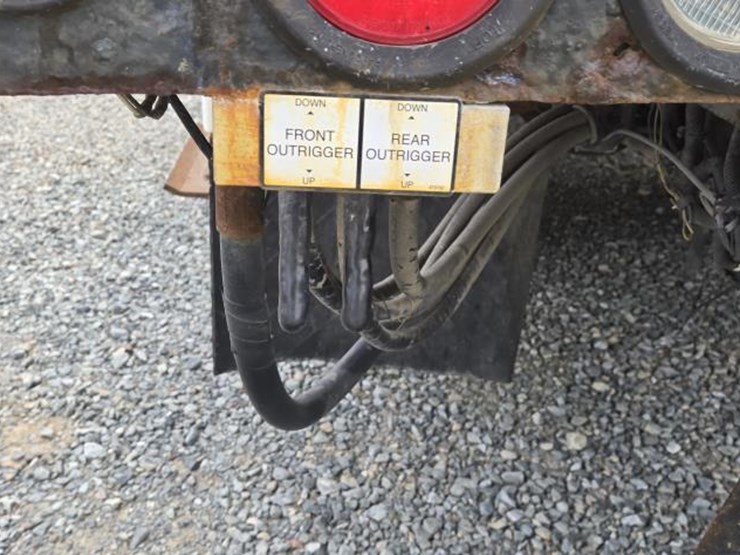 DOWN
FRONT
OUTRIGGER
UP
DOWN
REAR
OUTRIGGER
UP